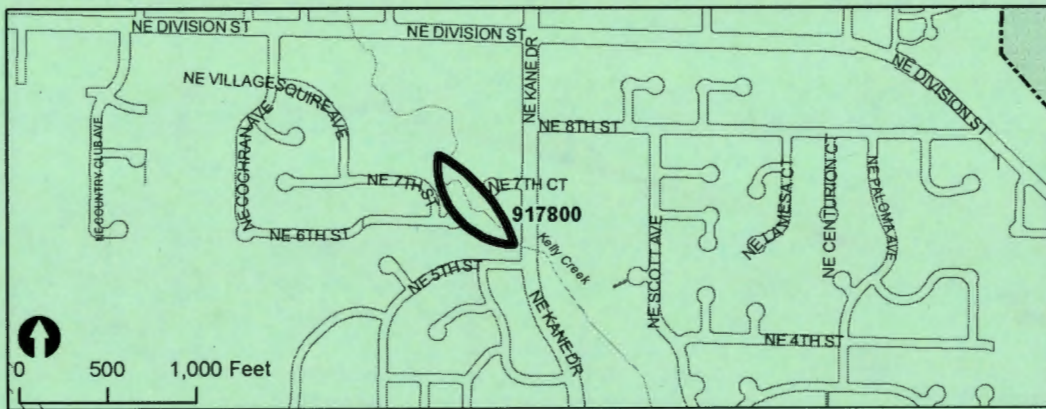 NE DIVISION ST
NE DIVISION ST
NE DIVISION ST
NE VILLAGESQUIRE AVE
NE KANE DR
NE COUNTRY CLUB AVE
NE COCHRAN AVE
NE 8TH ST
NE 7TH ST
NE 7TH CT
917800
NE LA MESA CT
NE CENTURION CT
NE PALOMA AVE
NE 6TH ST
Kelly Creek
NE SCOTT AVE
NE 5TH ST
NE KANE DR
NE 4TH ST
0 500 1,000 Feet